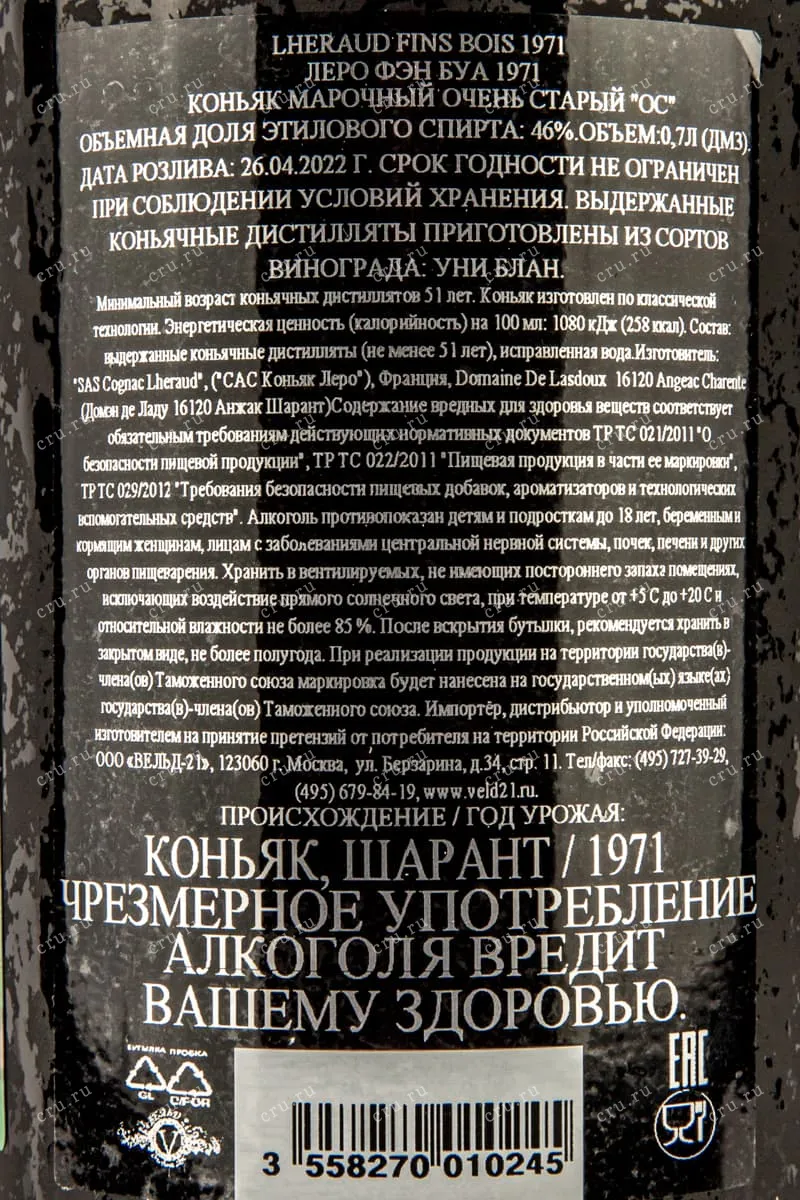 LHERAUD FINS BOIS 1971
ЛЕРО ФЭН БУА 1971
КОНЬЯК МАРОЧНЫЙ ОЧЕНЬ СТАРЫЙ "ОС"
ОБЪЕМНАЯ ДОЛЯ ЭТИЛОВОГО СПИРТА: 46%.ОБЪЕМ:0,7Л (ДМ3).
ДАТА РОЗЛИВА: 26.04.2022 Г. СРОК ГОДНОСТИ НЕ ОГРАНИЧЕН
ПРИ СОБЛЮДЕНИИ УСЛОВИЙ ХРАНЕНИЯ. ВЫДЕРЖАННЫЕ
КОНЬЯЧНЫЕ ДИСТИЛЛЯТЫ ПРИГОТОВЛЕНЫ ИЗ СОРТОВ
ВИНОГРАДА: УНИ БЛАН.
Минимальный возраст коньячных дистиллятов 51 лет. Коньяк изготовлен по классической
технологии. Энергетическая ценность (калорийность) на 100 мл: 1080 кДж (258 ккал). Состав:
выдержанные коньячные дистилляты (не менее 51 лет), исправленная вода.Изготовитель:
"SAS Cognac Lheraud", ("САС Коньяк Леро"), Франция, Domaine De Lasdoux 16120 Angeac Charente
(Домэн де Ладу 16120 Анжак Шарант)Содержание вредных для здоровья веществ соответствует
обязательным требованиям действующих нормативных документов ТР ТС 021/2011 "О
безопасности пищевой продукции", ТР ТС 022/2011 "Пищевая продукция в части ее маркировки",
ТР ТС 029/2012 "Требования безопасности пищевых добавок, ароматизаторов и технологических
вспомогательных средств". Алкоголь противопоказан детям и подросткам до 18 лет, беременным и
кормящим женщинам, лицам с заболеваниями центральной нервной системы, почек, печени и других
органов пищеварения. Хранить в вентилируемых, не имеющих постороннего запаха помещениях,
исключающих воздействие прямого солнечного света, при температуре от +5 С до +20 С и
относительной влажности не более 85 %. После вскрытия бутылки, рекомендуется хранить в
закрытом виде, не более полугода. При реализации продукции на территории государства(в)-
члена(ов) Таможенного союза маркировка будет нанесена на государственном(ых) языке(ах)
государства(в)-члена(ов) Таможенного союза. Импортёр, дистрибьютор и уполномоченный
изготовителем на принятие претензий от потребителя на территории Российской Федерации:
ООО «ВЕЛЬД-21», 123060 г. Москва, ул. Берзарина, д.34, стр. 11. Тел/факс: (495) 727-39-29,
(495) 679-84-19, www.veld21.ru.
ПРОИСХОЖДЕНИЕ / ГОД УРОЖАЯ:
КОНЬЯК, ШАРАНТ / 1971
ЧРЕЗМЕРНОЕ УПОТРЕБЛЕНИЕ
АЛКОГОЛЯ ВРЕДИТ
ВАШЕМУ ЗДОРОВЬЮ.
БУТЫЛКА ПРОБКА
GL C/FOR
ВЕЛЬД
V
EAC
3 558270 010245
cru.ru